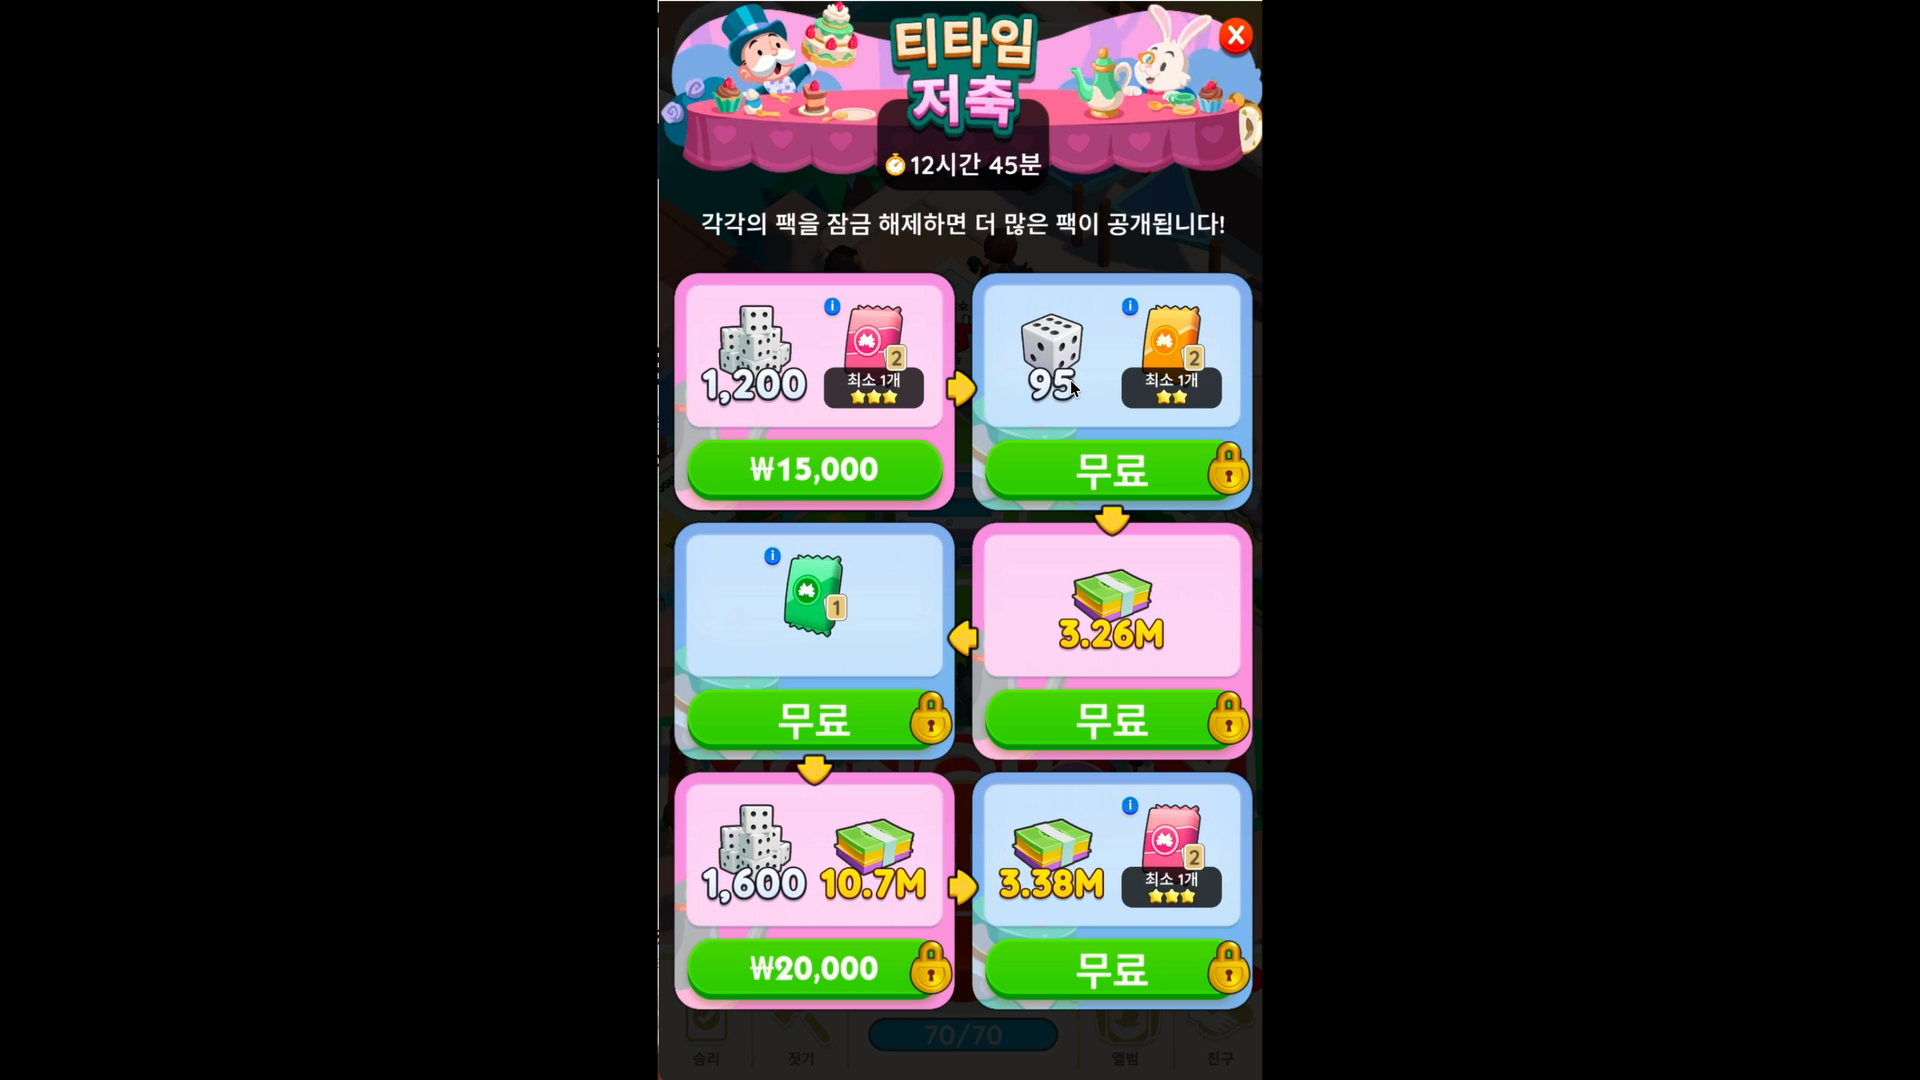 티타임
저축
12시간 45분
각각의 팩을 잠금 해제하면 더 많은 팩이 공개됩니다!
1,200
2
최소 1개
₩15,000
95
2
최소 1개
무료
1
무료
3.26M
무료
1,600
10.7M
₩20,000
3.38M
2
최소 1개
무료
승리
짓기
70/70
앨범
친구